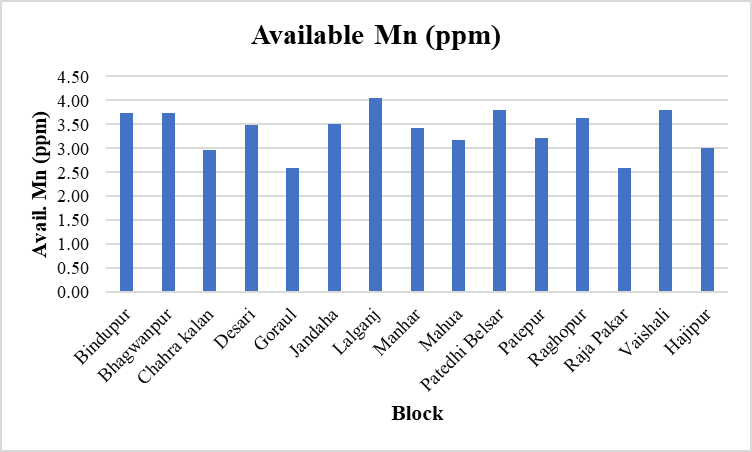 Available Mn (ppm)
Avail. Mn (ppm)
4.50
4.00
3.50
3.00
2.50
2.00
1.50
1.00
0.50
0.00
Bindupur
Bhagwanpur
Chahra kalan
Desari
Goraul
Jandaha
Lalganj
Manhar
Mahua
Patedhi Belsar
Patepur
Raghopur
Raja Pakar
Vaishali
Hajipur
Block